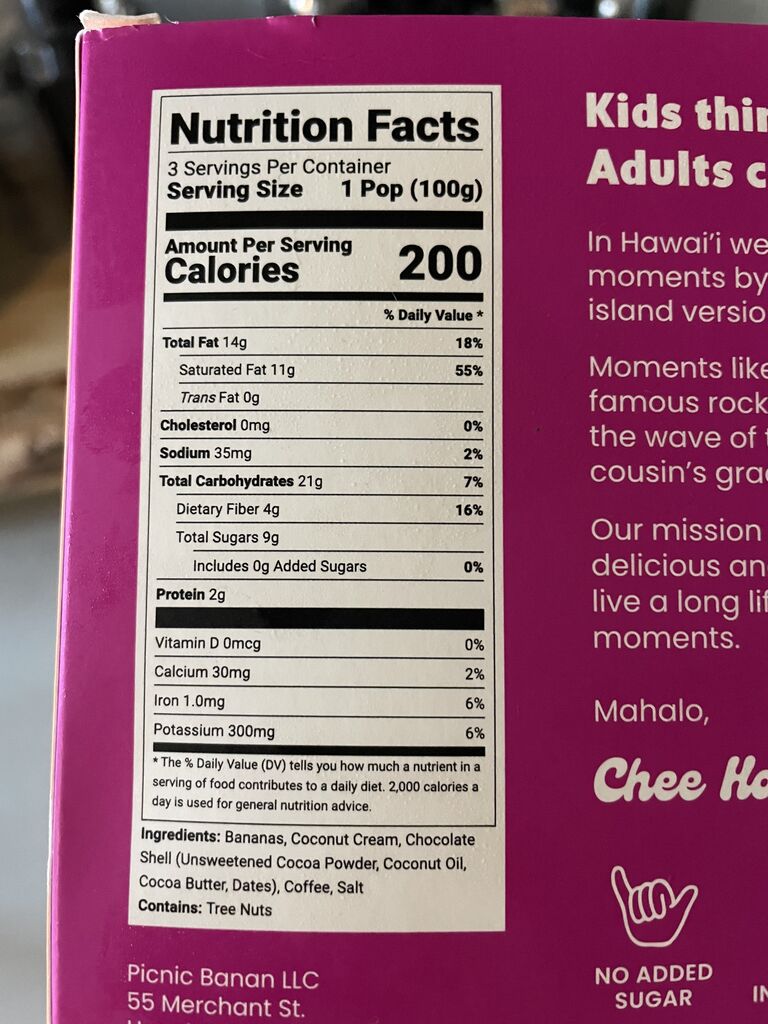 Nutrition Facts
3 Servings Per Container
Serving Size 1 Pop (100g)
Amount Per Serving
Calories 200
% Daily Value *
Total Fat 14g 18%
Saturated Fat 11g 55%
Trans Fat 0g
Cholesterol 0mg 0%
Sodium 35mg 2%
Total Carbohydrates 21g 7%
Dietary Fiber 4g 16%
Total Sugars 9g
Includes 0g Added Sugars 0%
Protein 2g
Vitamin D 0mcg 0%
Calcium 30mg 2%
Iron 1.0mg 6%
Potassium 300mg 6%
* The % Daily Value (DV) tells you how much a nutrient in a
serving of food contributes to a daily diet. 2,000 calories a
day is used for general nutrition advice.
Ingredients: Bananas, Coconut Cream, Chocolate
Shell (Unsweetened Cocoa Powder, Coconut Oil,
Cocoa Butter, Dates), Coffee, Salt
Contains: Tree Nuts
Picnic Banan LLC
55 Merchant St.
Kids
Adults
In Hawai'i we
moments by
island
Moments
famous rock
the wave of
cousin's
Our mission
delicious
live a long
moments.
Mahalo,
Chee
NO ADDED
SUGAR